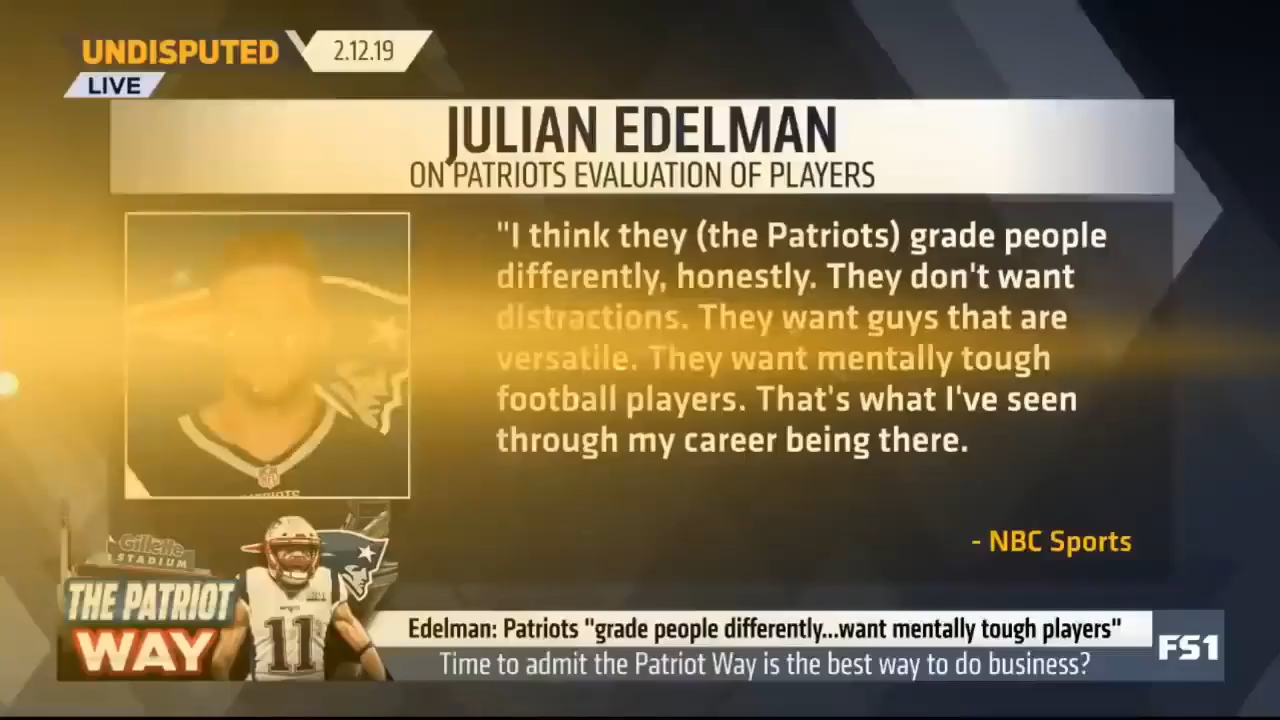 UNDISPUTED
2.12.19
LIVE
JULIAN EDELMAN
ON PATRIOTS EVALUATION OF PLAYERS
"I think they (the Patriots) grade people
differently, honestly. They don't want
distractions. They want guys that are
versatile. They want mentally tough
football players. That's what I've seen
through my career being there.
- NBC Sports
NFL
PATRIOTS
Gillette
STADIUM
THE PATRIOT
WAY
11
Edelman: Patriots "grade people differently...want mentally tough players"
Time to admit the Patriot Way is the best way to do business?
FS1